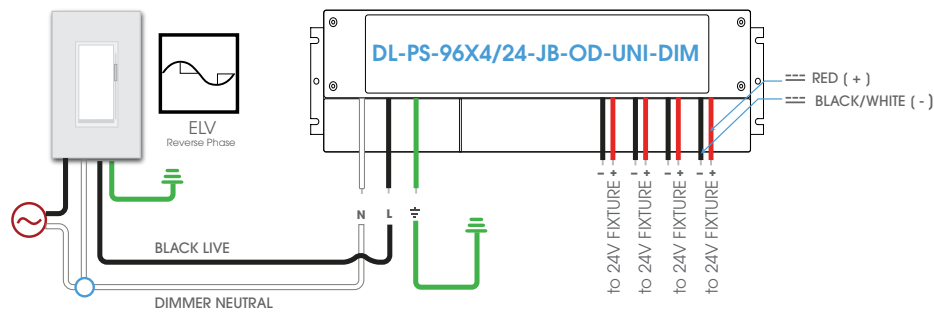 DL-PS-96X4/24-JB-OD-UNI-DIM
RED ( + )
BLACK/WHITE ( - )
ELV
Reverse Phase
- + - + - + - +
N L
to 24V FIXTURE
to 24V FIXTURE
to 24V FIXTURE
to 24V FIXTURE
BLACK LIVE
DIMMER NEUTRAL